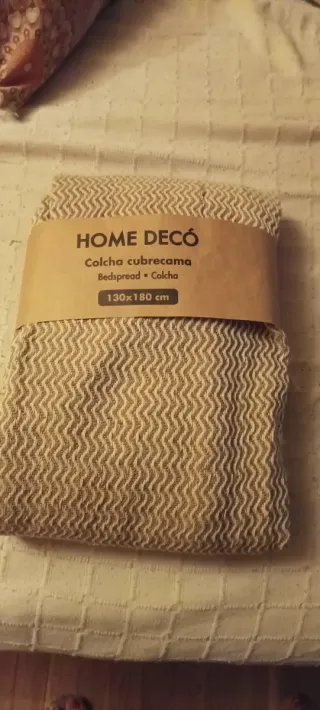 HOME DECÓ
Colcha cubrecama
Bedspread • Colcha
130x180 cm